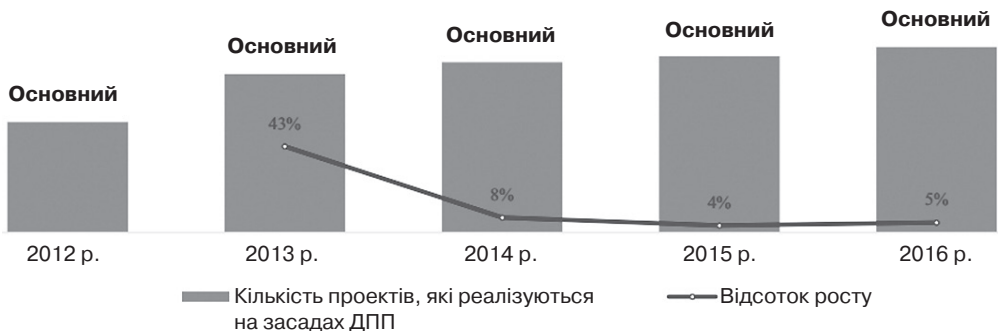 Основний
Основний
Основний
Основний
Основний
43%
8%
4%
5%
2012 р.
2013 р.
2014 р.
2015 р.
2016 р.
Кількість проектів, які реалізуються
на засадах ДПП
Відсоток росту